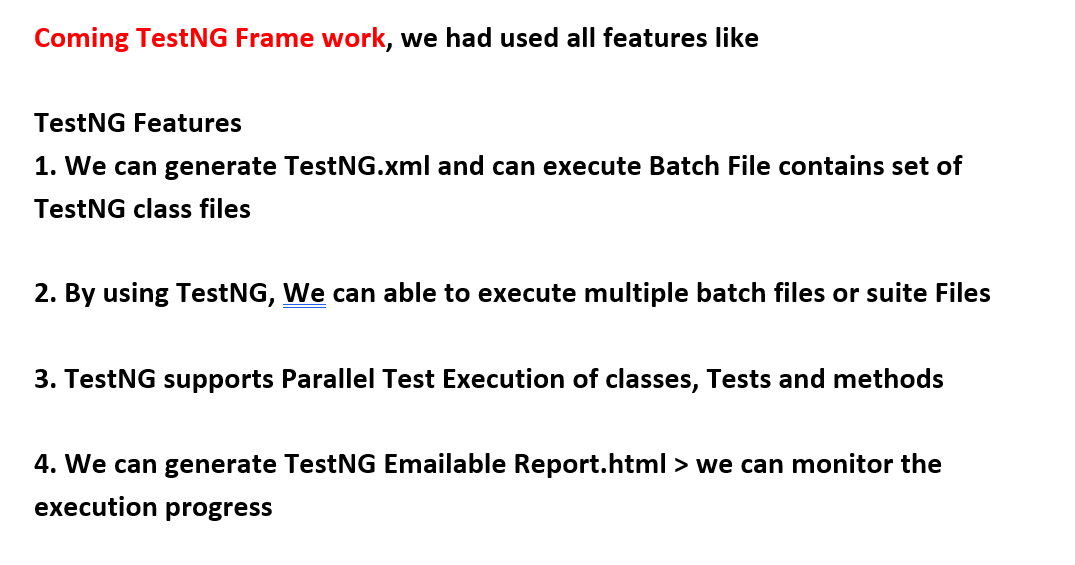 Coming TestNG Frame work, we had used all features like
TestNG Features
1. We can generate TestNG.xml and can execute Batch File contains set of
TestNG class files
2. By using TestNG, We can able to execute multiple batch files or suite Files
3. TestNG supports Parallel Test Execution of classes, Tests and methods
4. We can generate TestNG Emailable Report.html > we can monitor the
execution progress